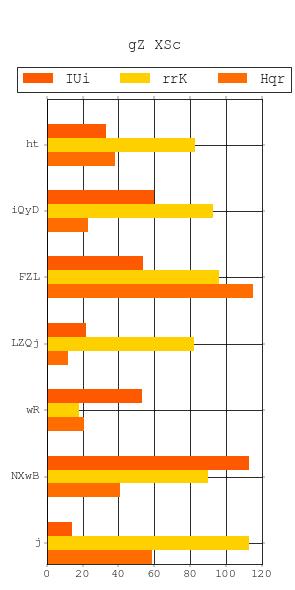 gZ XSc
IUi rrK Hqr
ht
iQyD
FZL
LZQj
wR
NXwB
j
0 20 40 60 80 100 120